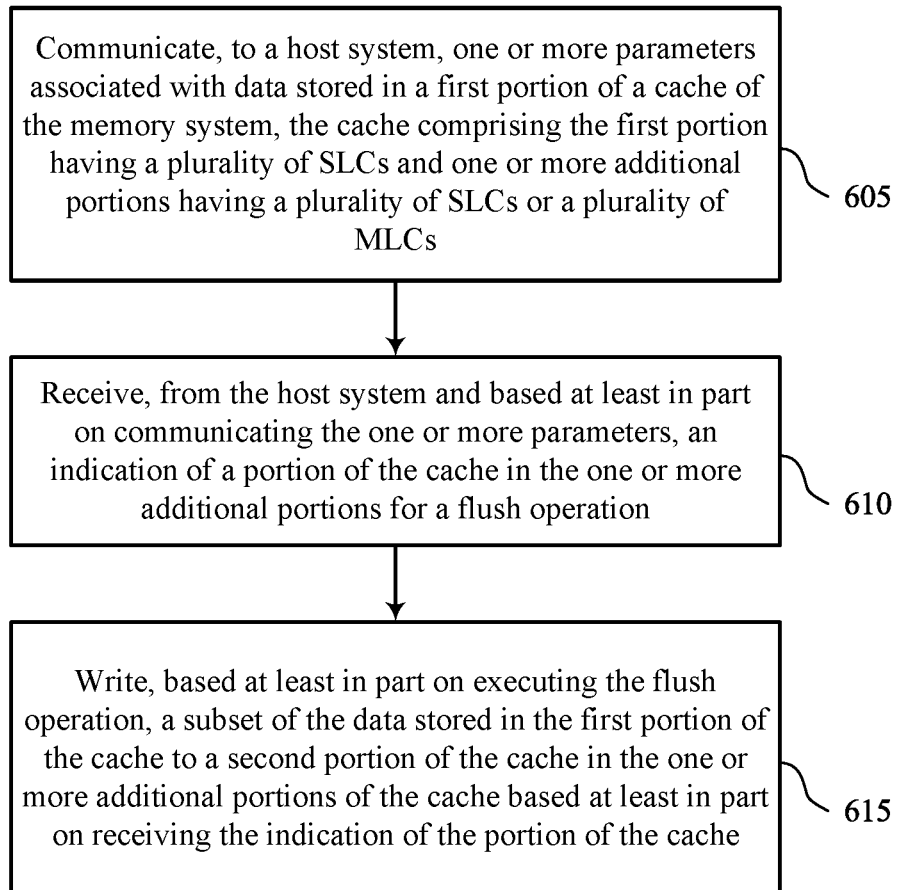 Communicate, to a host system, one or more parameters
associated with data stored in a first portion of a cache of
the memory system, the cache comprising the first portion
having a plurality of SLCs and one or more additional
portions having a plurality of SLCs or a plurality of
MLCs
605
Receive, from the host system and based at least in part
on communicating the one or more parameters, an
indication of a portion of the cache in the one or more
additional portions for a flush operation
610
Write, based at least in part on executing the flush
operation, a subset of the data stored in the first portion of
the cache to a second portion of the cache in the one or
more additional portions of the cache based at least in part
on receiving the indication of the portion of the cache
615